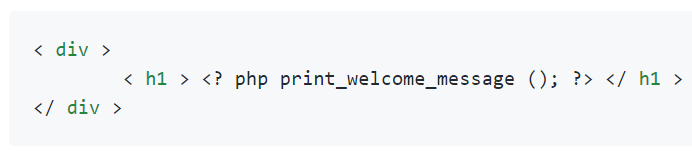 < div >
< h1 > <? php print_welcome_message (); ?> </ h1 >
</ div >